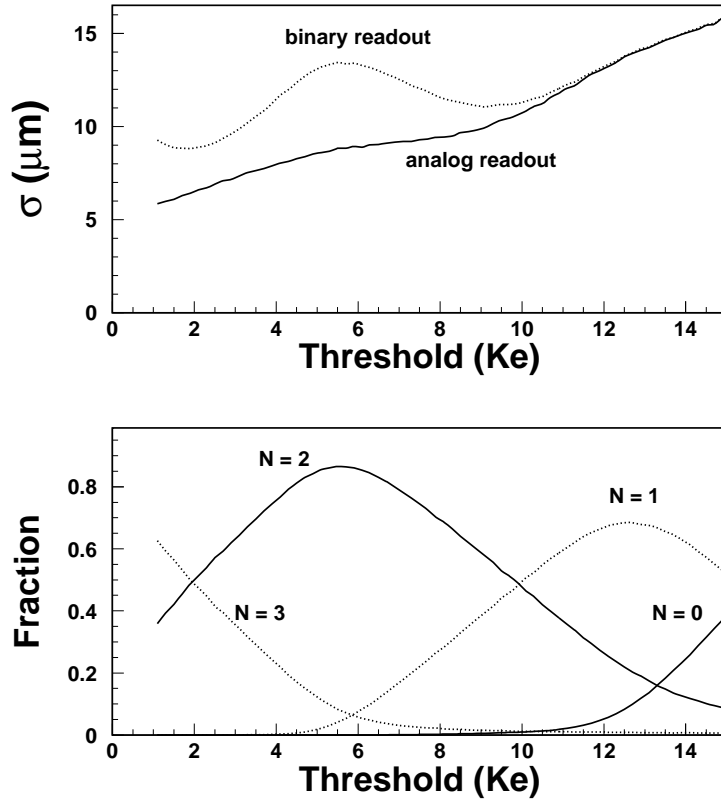 15
binary readout
10
analog readout
5
0
σ (μm)
0 2 4 6 8 10 12 14
Threshold (Ke)
N = 2
0.8
N = 1
0.6
0.4
N = 3
N = 0
0.2
0
Fraction
0 2 4 6 8 10 12 14
Threshold (Ke)